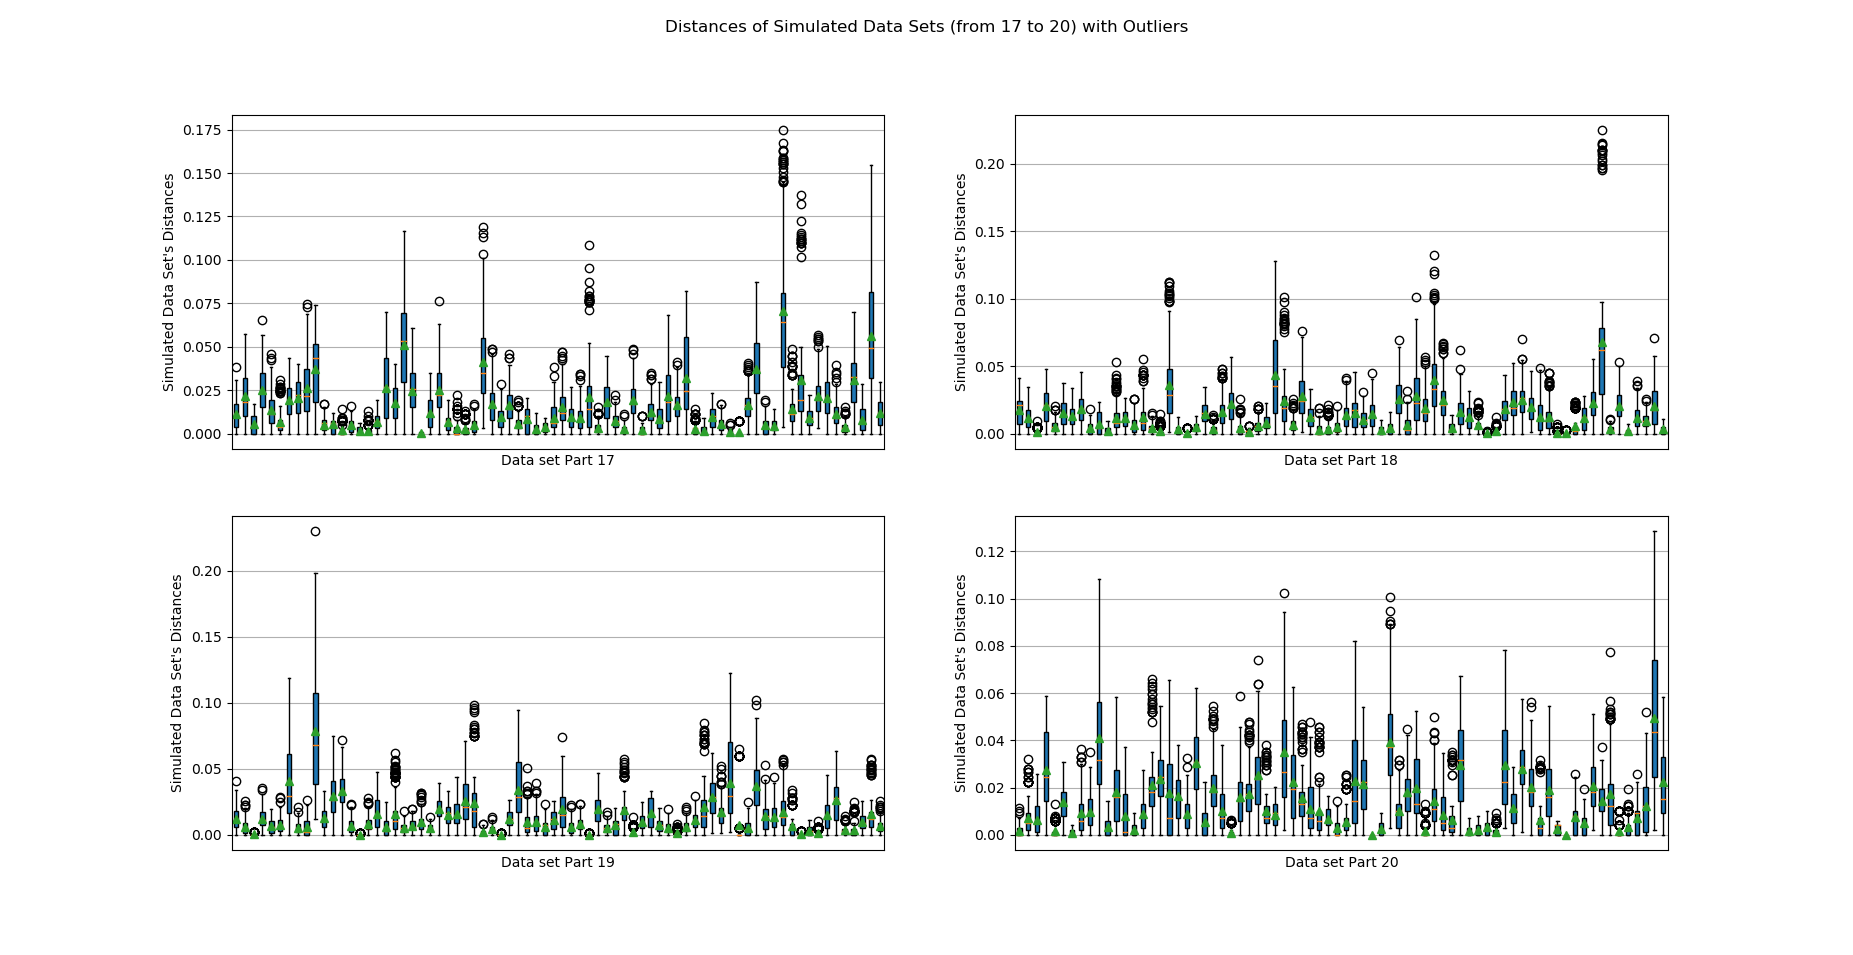 Distances of Simulated Data Sets (from 17 to 20) with Outliers
Simulated Data Set's Distances
0.175
0.150
0.125
0.100
0.075
0.050
0.025
0.000
Data set Part 17
Simulated Data Set's Distances
0.20
0.15
0.10
0.05
0.00
Data set Part 18
Simulated Data Set's Distances
0.20
0.15
0.10
0.05
0.00
Data set Part 19
Simulated Data Set's Distances
0.12
0.10
0.08
0.06
0.04
0.02
0.00
Data set Part 20